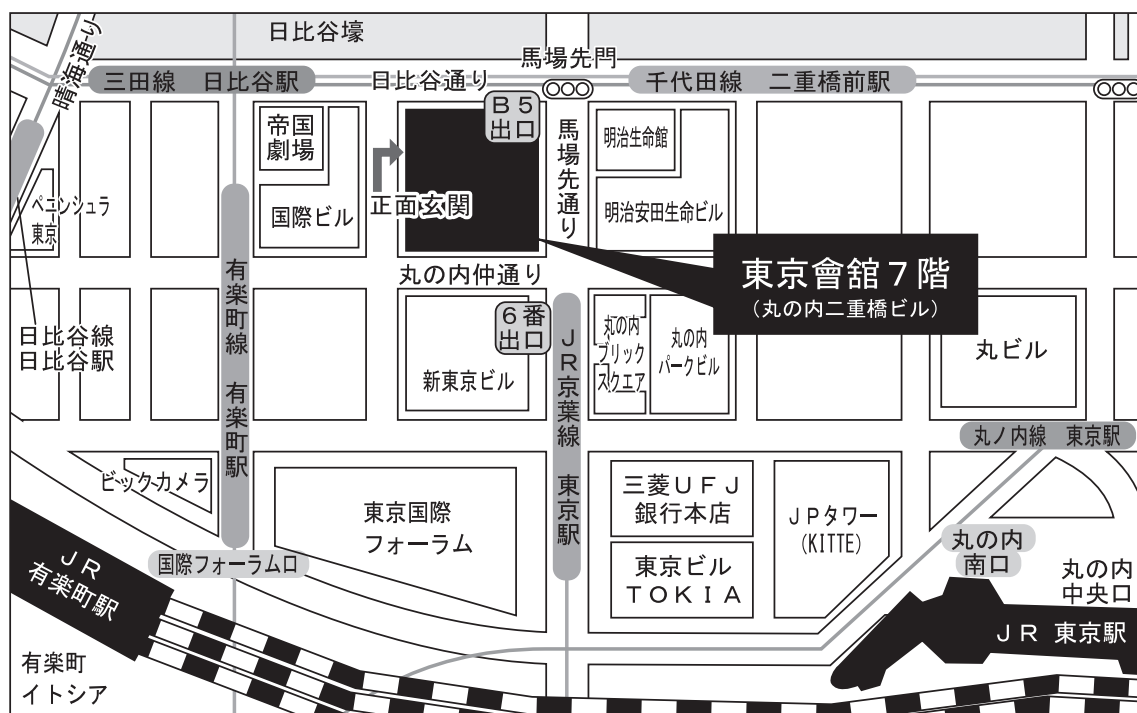 日比谷壕
晴海通り
馬場先門
三田線 日比谷駅
日比谷通り
千代田線 二重橋前駅
B5
出口
帝国
劇場
国際ビル
正面玄関
馬場先通り
明治生命館
明治安田生命ビル
ペニンシュラ
東京
日比谷線
日比谷駅
有楽町線 有楽町駅
丸の内仲通り
東京會舘7階
(丸の内二重橋ビル)
6番
出口
新東京ビル
JR京葉線 東京駅
丸の内
ブリック
スクエア
丸の内
パークビル
丸ビル
丸ノ内線 東京駅
ビックカメラ
東京国際
フォーラム
三菱UFJ
銀行本店
JPタワー
(KITTE)
東京ビル
TOKIA
国際フォーラム口
丸の内
南口
丸の内
中央口
JR
有楽町駅
JR 東京駅
有楽町
イトシア